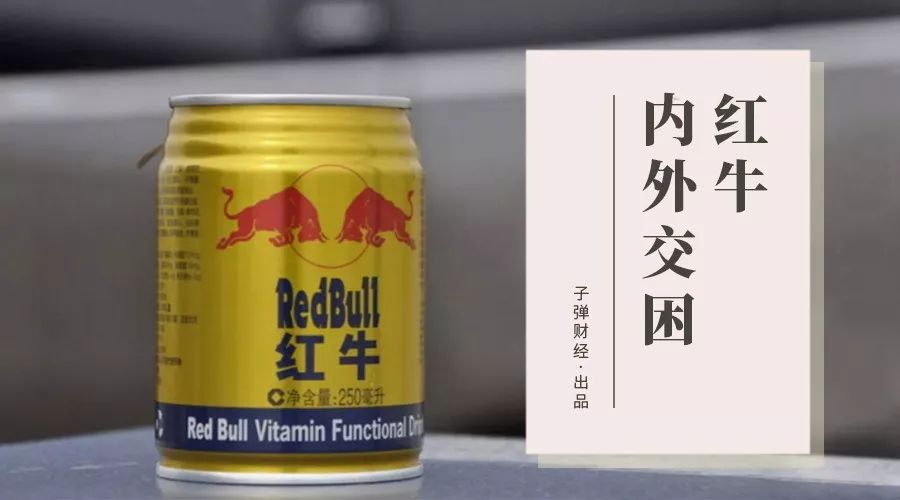 RedBull
红牛
净含量:250毫升
Red Bull Vitamin Functional
红牛
内外交困
子弹财经·出品